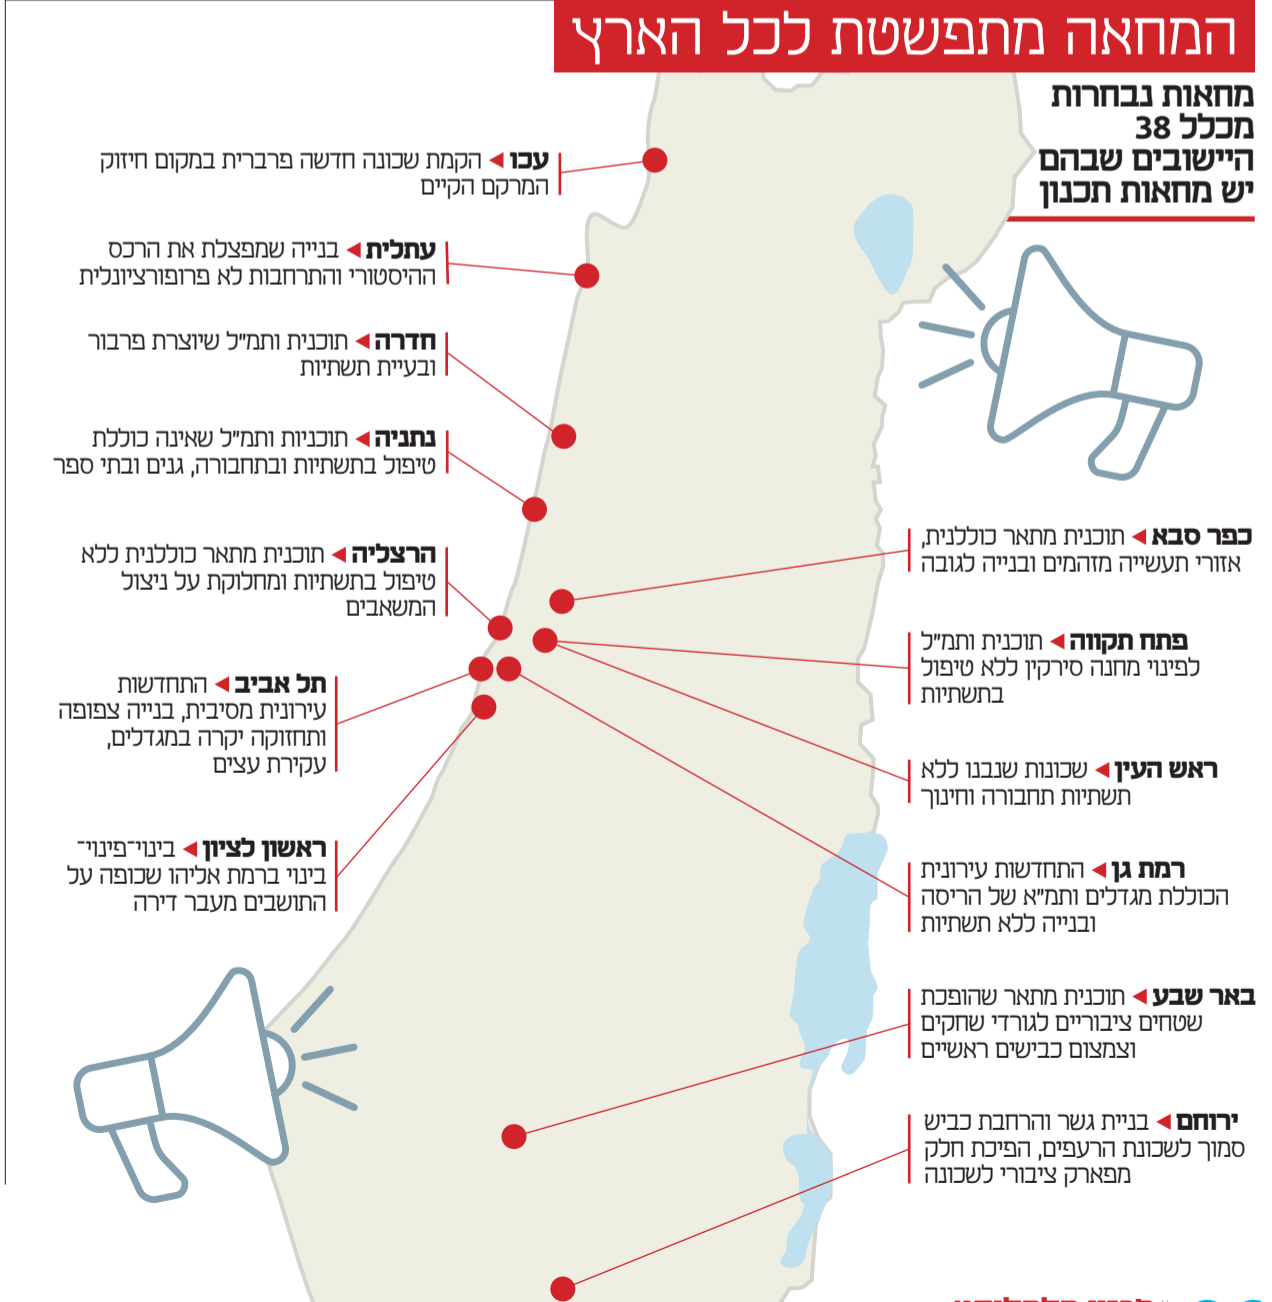 המחאה מתפשטת לכל הארץ
מחאות נבחרות
מכלל 38
היישובים שבהם
יש מחאות תכנון
עכו ◄ הקמת שכונה חדשה פרברית במקום חיזוק
המרקם הקיים
עתלית ◄ בנייה שמפצלת את הרכס
ההיסטורי והתרחבות לא פרופורציונלית
חדרה ◄ תוכנית ותמ"ל שיוצרת פרבור
ובעיית תשתיות
נתניה ◄ תוכניות ותמ"ל שאינה כוללת
טיפול בתשתיות ובתחבורה, גנים ובתי ספר
הרצליה ◄ תוכנית מתאר כוללנית ללא
טיפול בתשתיות ומחלוקת על ניצול
המשאבים
תל אביב ◄ התחדשות
עירונית מסיבית, בנייה צפופה
ותחזוקה יקרה במגדלים,
עקירת עצים
ראשון לציון ◄ בינוי־פינוי־
בינוי ברמת אליהו שכופה על
התושבים מעבר דירה
כפר סבא ◄ תוכנית מתאר כוללנית,
אזורי תעשייה מזהמים ובנייה לגובה
פתח תקווה ◄ תוכנית ותמ"ל
לפינוי מחנה סירקין ללא טיפול
בתשתיות
ראש העין ◄ שכונות שנבנו ללא
תשתיות תחבורה וחינוך
רמת גן ◄ התחדשות עירונית
הכוללת מגדלים ותמ"א של הריסה
ובנייה ללא תשתיות
באר שבע ◄ תוכנית מתאר שהופכת
שטחים ציבוריים לגורדי שחקים
וצמצום כבישים ראשיים
ירוחם ◄ בניית גשר והרחבת כביש
סמוך לשכונת הרעפים, הפיכת חלק
מפארק ציבורי לשכונה